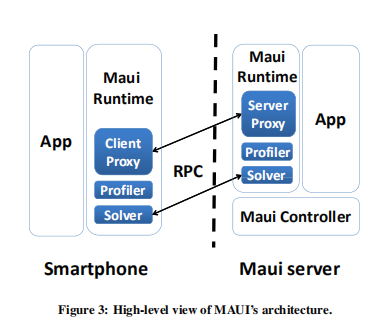 App
Maui
Runtime
Client
Proxy
Profiler
Solver
RPC
Maui
Runtime
Server
Proxy
Profiler
Solver
App
Maui Controller
Smartphone
Maui server
Figure 3: High-level view of MAUI's architecture.